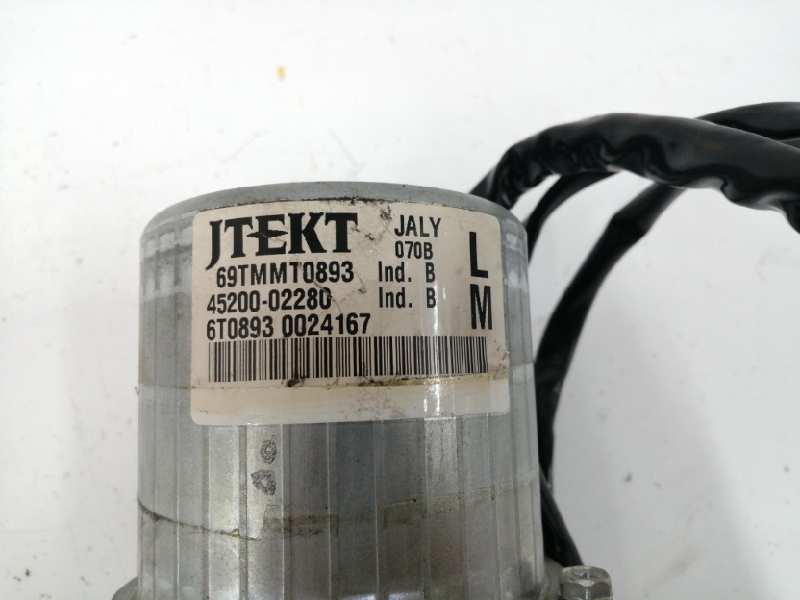 JTEKT JALY
070B
69TMMT0893 Ind. B
45200-02280 Ind. B
6T0893 0024167
L
M